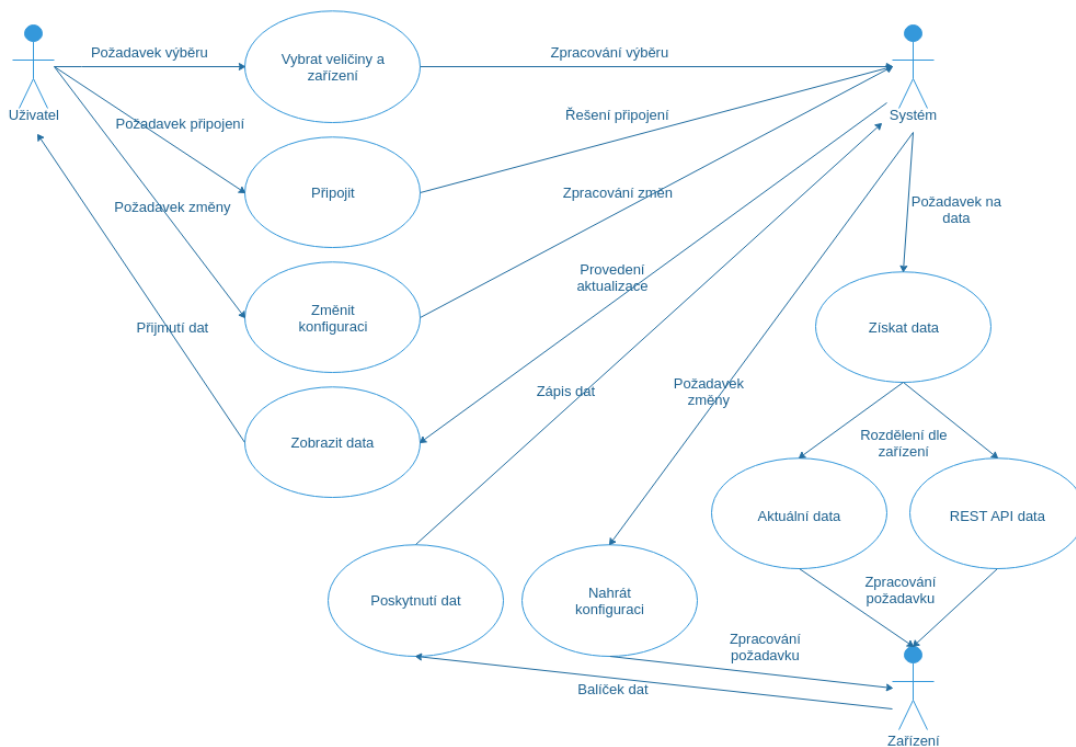 Požadavek výběru
Vybrat veličiny a
zařízení
Zpracování výběru
Uživatel
Systém
Požadavek připojení
Řešení připojení
Připojit
Požadavek změny
Zpracování změn
Požadavek na
data
Provedení
aktualizace
Změnit
konfiguraci
Přijmutí dat
Získat data
Zápis dat
Požadavek
změny
Zobrazit data
Rozdělení dle
zařízení
Aktuální data
REST API data
Poskytnutí dat
Nahrát
konfiguraci
Zpracování
požadavku
Zpracování
požadavku
Balíček dat
Zařízení